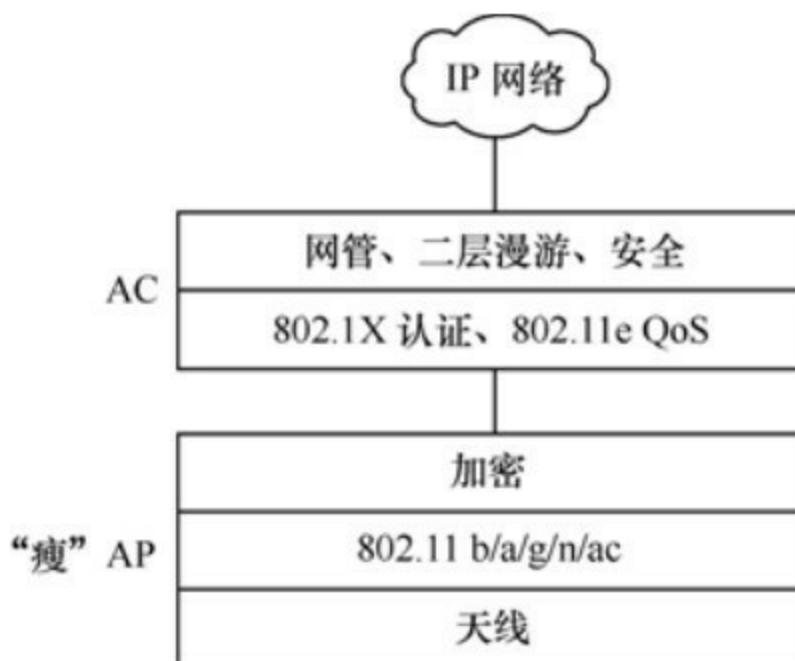 IP 网络
网管、二层漫游、安全
AC
802.1X 认证、802.11e QoS
加密
“瘦” AP
802.11 b/a/g/n/ac
天线